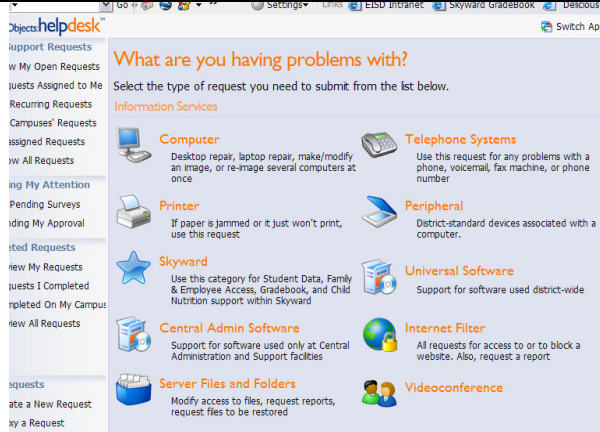 Go
Settings
Links
EISD Intranet
Skyward GradeBook
Delicious
Objects:helpdesk™
Switch Ap
upport Requests
w My Open Requests
uests Assigned to Me
Recurring Requests
Campuses' Requests
assigned Requests
ow All Requests
ng My Attention
Pending Surveys
nding My Approval
eted Requests
view My Requests
quests I Completed
mpleted On My Campus
view All Requests
equests
ate a New Request
xy a Request
What are you having problems with?
Select the type of request you need to submit from the list below.
Information Services
Computer
Desktop repair, laptop repair, make/modify
an image, or re-image several computers at
once
Telephone Systems
Use this request for any problems with a
phone, voicemail, fax machine, or phone
number
Printer
If paper is jammed or it just won't print,
use this request
Peripheral
District-standard devices associated with a
computer.
Skyward
Use this category for Student Data, Family
& Employee Access, Gradebook, and Child
Nutrition support within Skyward
Universal Software
Support for software used district-wide
Central Admin Software
Support for software used only at Central
Administration and Support facilities
Internet Filter
All requests for access to or to block a
website. Also, request a report
Server Files and Folders
Modify access to files, request reports,
request files to be restored
Videoconference